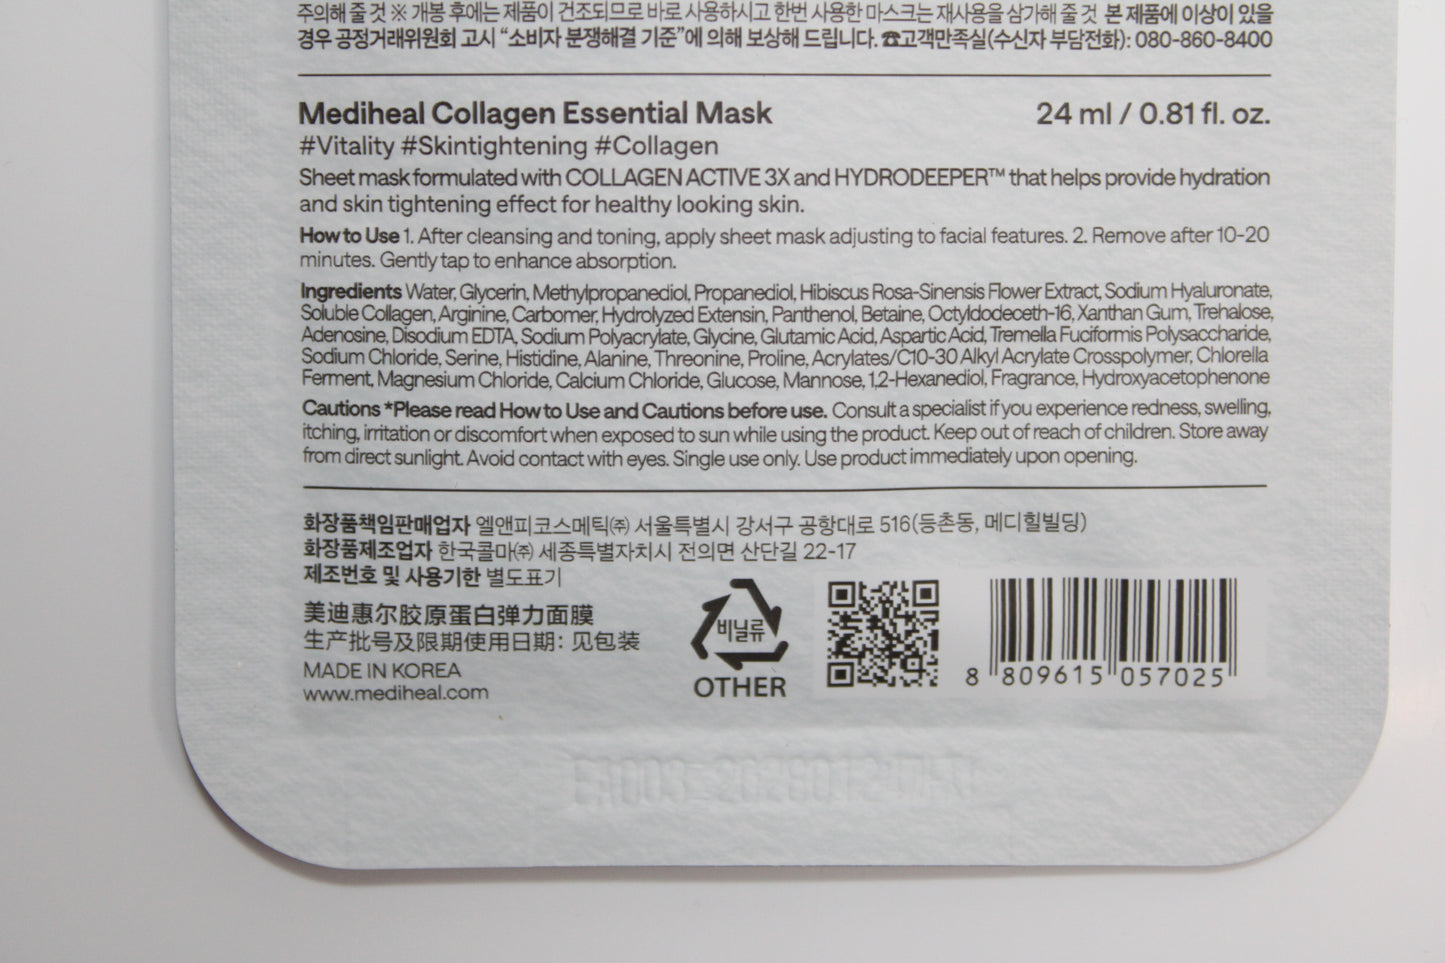 주의해 줄 것 ※ 개봉 후에는 제품이 건조되므로 바로 사용하시고 한번 사용한 마스크는 재사용을 삼가해 줄 것 본 제품에 이상이 있을
경우 공정거래위원회 고시 “소비자 분쟁해결 기준”에 의해 보상해 드립니다. ☎고객만족실(수신자 부담전화): 080-860-8400
Mediheal Collagen Essential Mask 24 ml / 0.81 fl. oz.
#Vitality #Skintightening #Collagen
Sheet mask formulated with COLLAGEN ACTIVE 3X and HYDRODEEPER™ that helps provide hydration
and skin tightening effect for healthy looking skin.
How to Use 1. After cleansing and toning, apply sheet mask adjusting to facial features. 2. Remove after 10-20
minutes. Gently tap to enhance absorption.
Ingredients Water, Glycerin, Methylpropanediol, Propanediol, Hibiscus Rosa-Sinensis Flower Extract, Sodium Hyaluronate,
Soluble Collagen, Arginine, Carbomer, Hydrolyzed Extensin, Panthenol, Betaine, Octyldodeceth-16, Xanthan Gum, Trehalose,
Adenosine, Disodium EDTA, Sodium Polyacrylate, Glycine, Glutamic Acid, Aspartic Acid, Tremella Fuciformis Polysaccharide,
Sodium Chloride, Serine, Histidine, Alanine, Threonine, Proline, Acrylates/C10-30 Alkyl Acrylate Crosspolymer, Chlorella
Ferment, Magnesium Chloride, Calcium Chloride, Glucose, Mannose, 1,2-Hexanediol, Fragrance, Hydroxyacetophenone
Cautions *Please read How to Use and Cautions before use. Consult a specialist if you experience redness, swelling,
itching, irritation or discomfort when exposed to sun while using the product. Keep out of reach of children. Store away
from direct sunlight. Avoid contact with eyes. Single use only. Use product immediately upon opening.
화장품책임판매업자 엘앤피코스메틱㈜ 서울특별시 강서구 공항대로 516(등촌동, 메디힐빌딩)
화장품제조업자 한국콜마㈜ 세종특별자치시 전의면 산단길 22-17
제조번호 및 사용기한 별도표기
美迪惠尔胶原蛋白弹力面膜
生产批号及限期使用日期: 见包装
MADE IN KOREA
www.mediheal.com
비닐류
OTHER
8 809615 057025
20280124까지